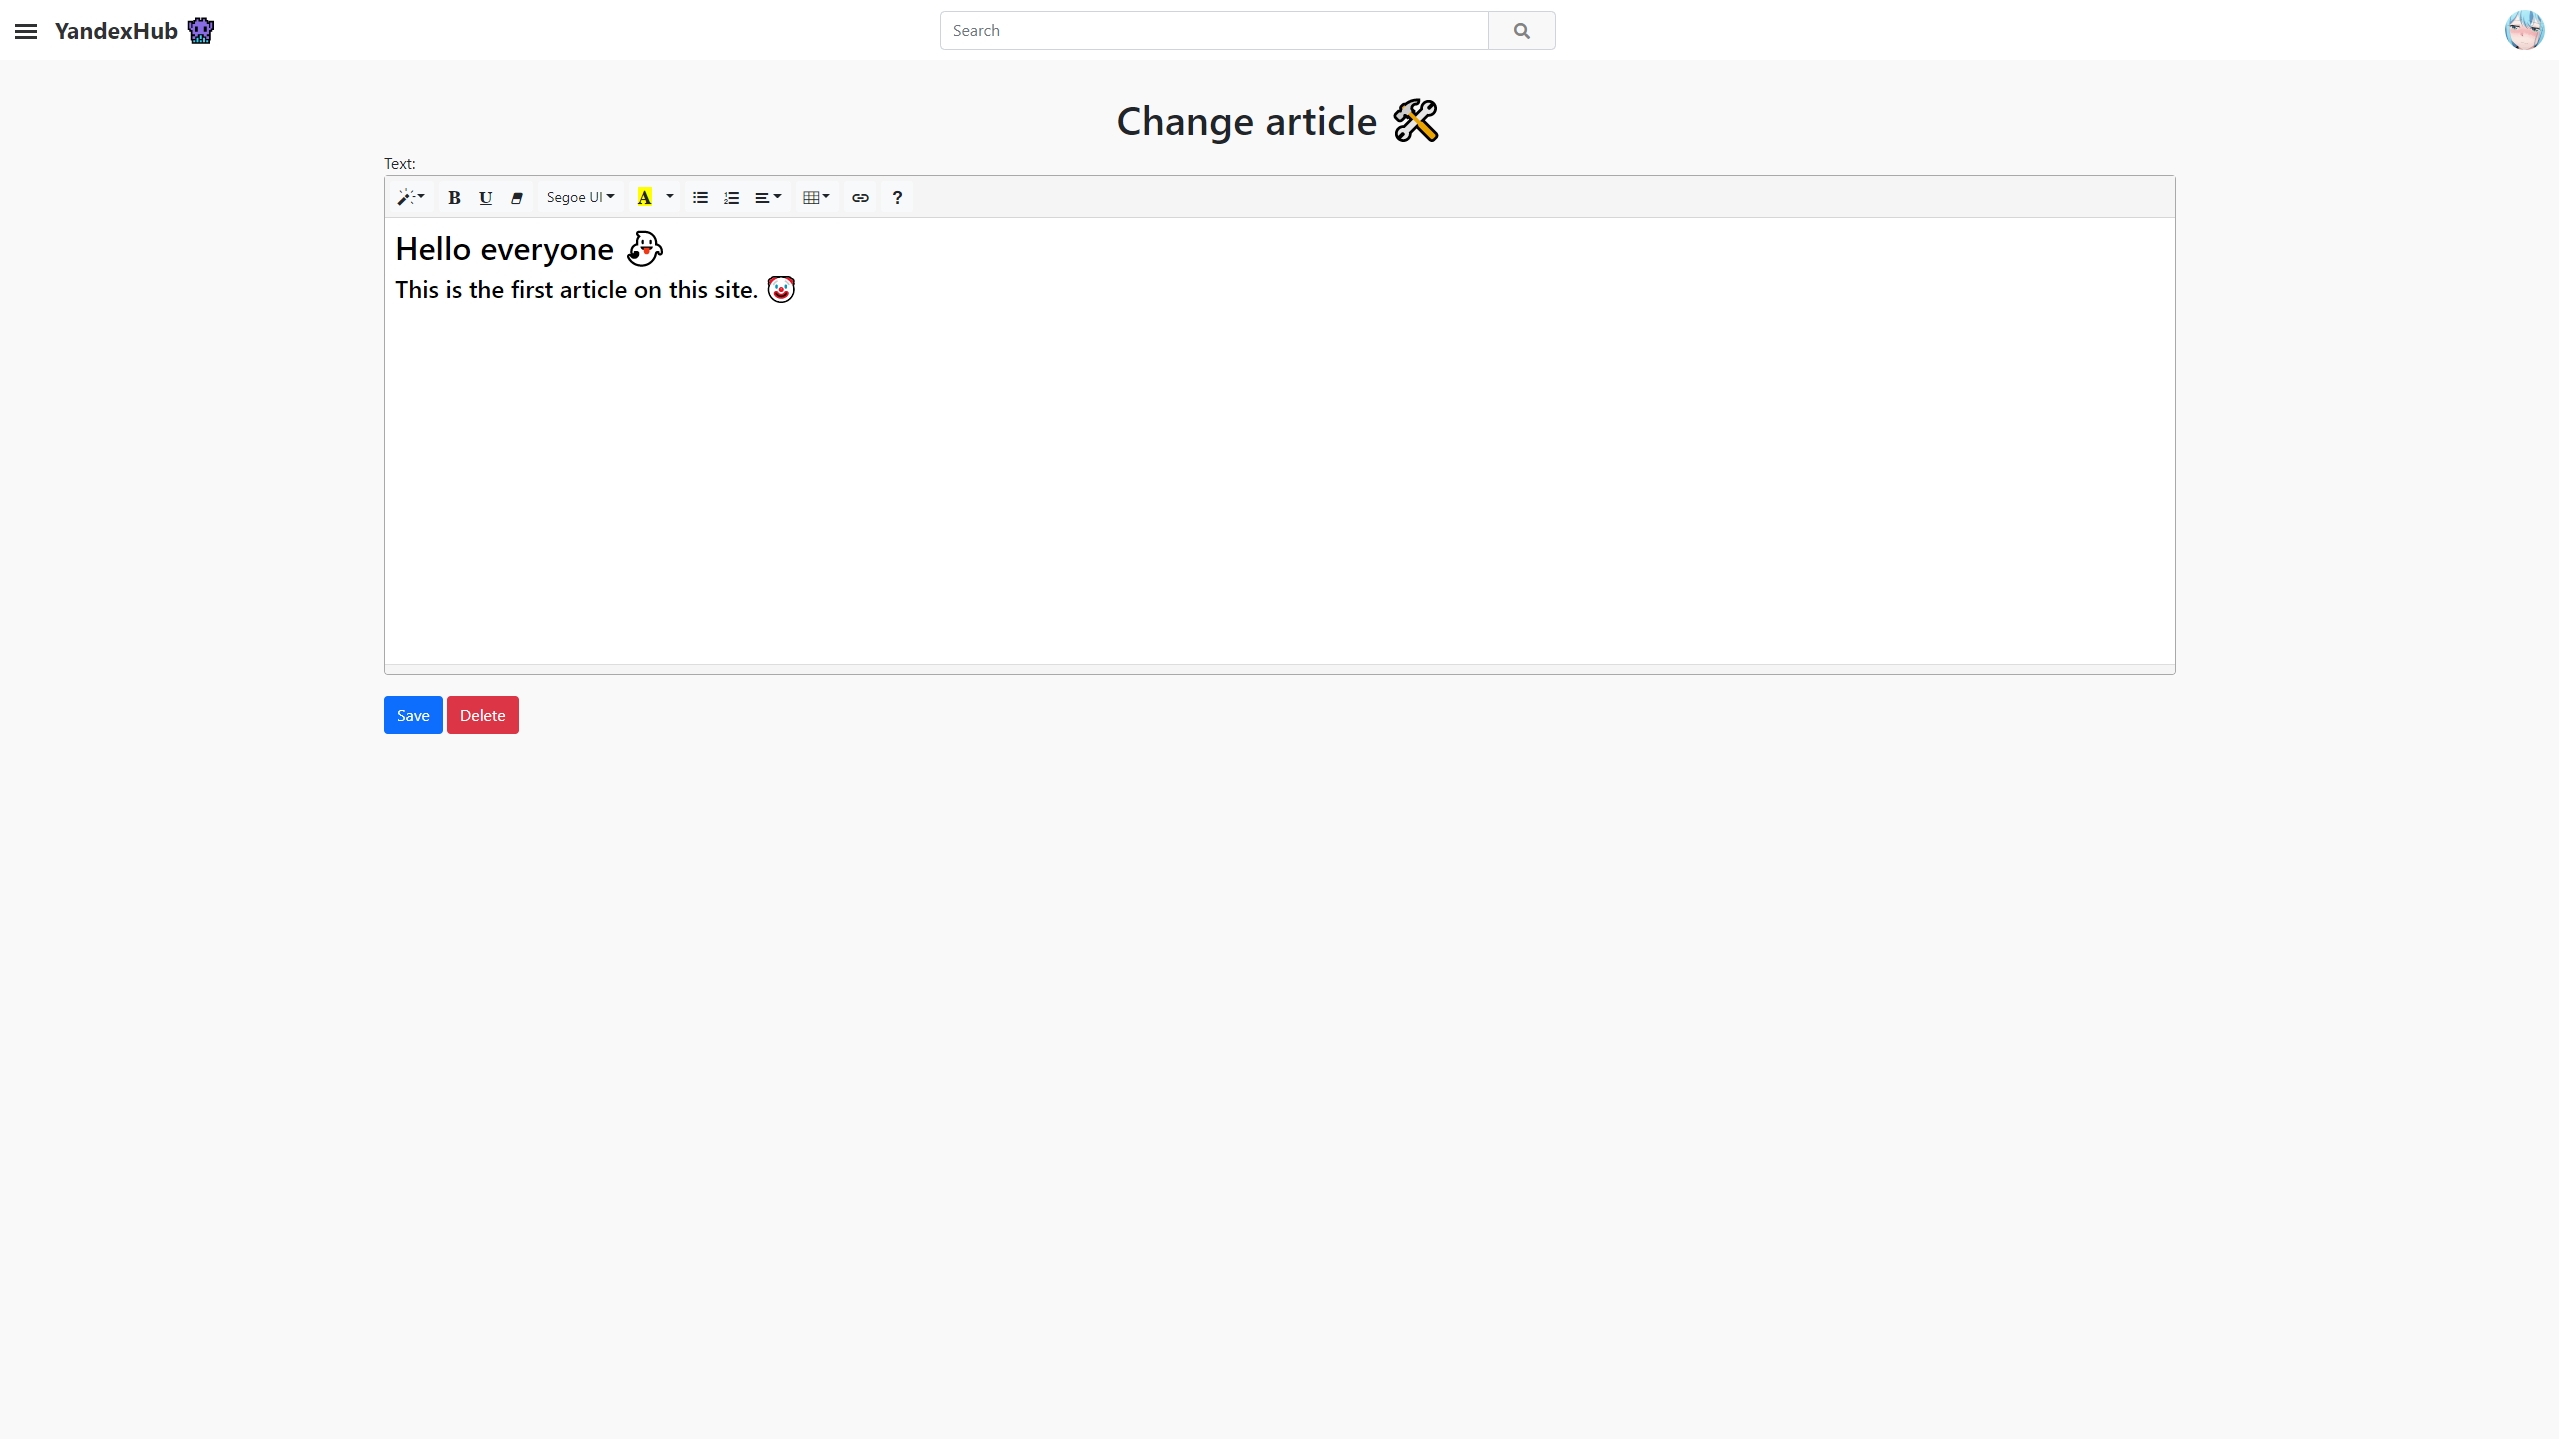 YandexHub
Search
Change article 🛠
Text:
B U Segoe UI A ?
Hello everyone 👻
This is the first article on this site. 🤡
Save Delete